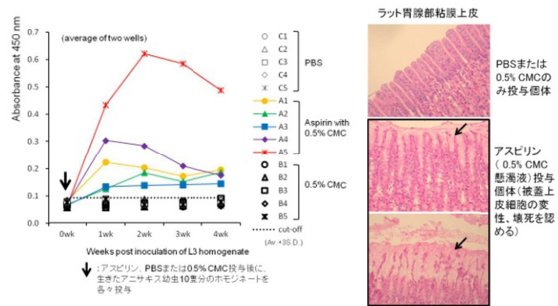 (average of two wells)
Absorbance at 450 nm
0.7
0.6
0.5
0.4
0.3
0.2
0.1
0.0
0wk
1wk
2wk
3wk
4wk
Weeks post inoculation of L3 homogenate
C1
C2
C3
C4
C5
PBS
A1
A2
A3
A4
A5
Aspirin with
0.5% CMC
B1
B2
B3
B4
B5
0.5% CMC
cut-off
(Av.+3S.D.)
:アスピリン、PBSまたは0.5% CMC投与後に、
生きたアニサキス幼虫10隻分のホモジネートを
各々投与
ラット胃腺部粘膜上皮
PBSまたは
0.5% CMCの
み投与個体
アスピリン
(0.5% CMC
懸濁液)投与
個体(被蓋上
皮細胞の変
性、壊死を認
める)